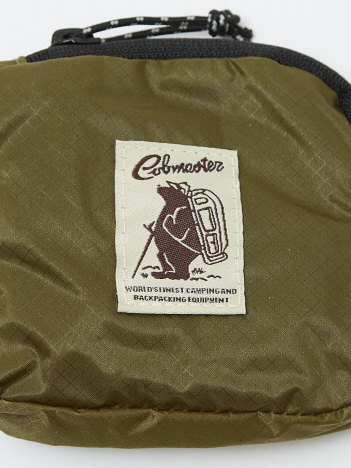 Cobmaster
WORLD'S FINEST CAMPING AND
BACKPACKING EQUIPMENT